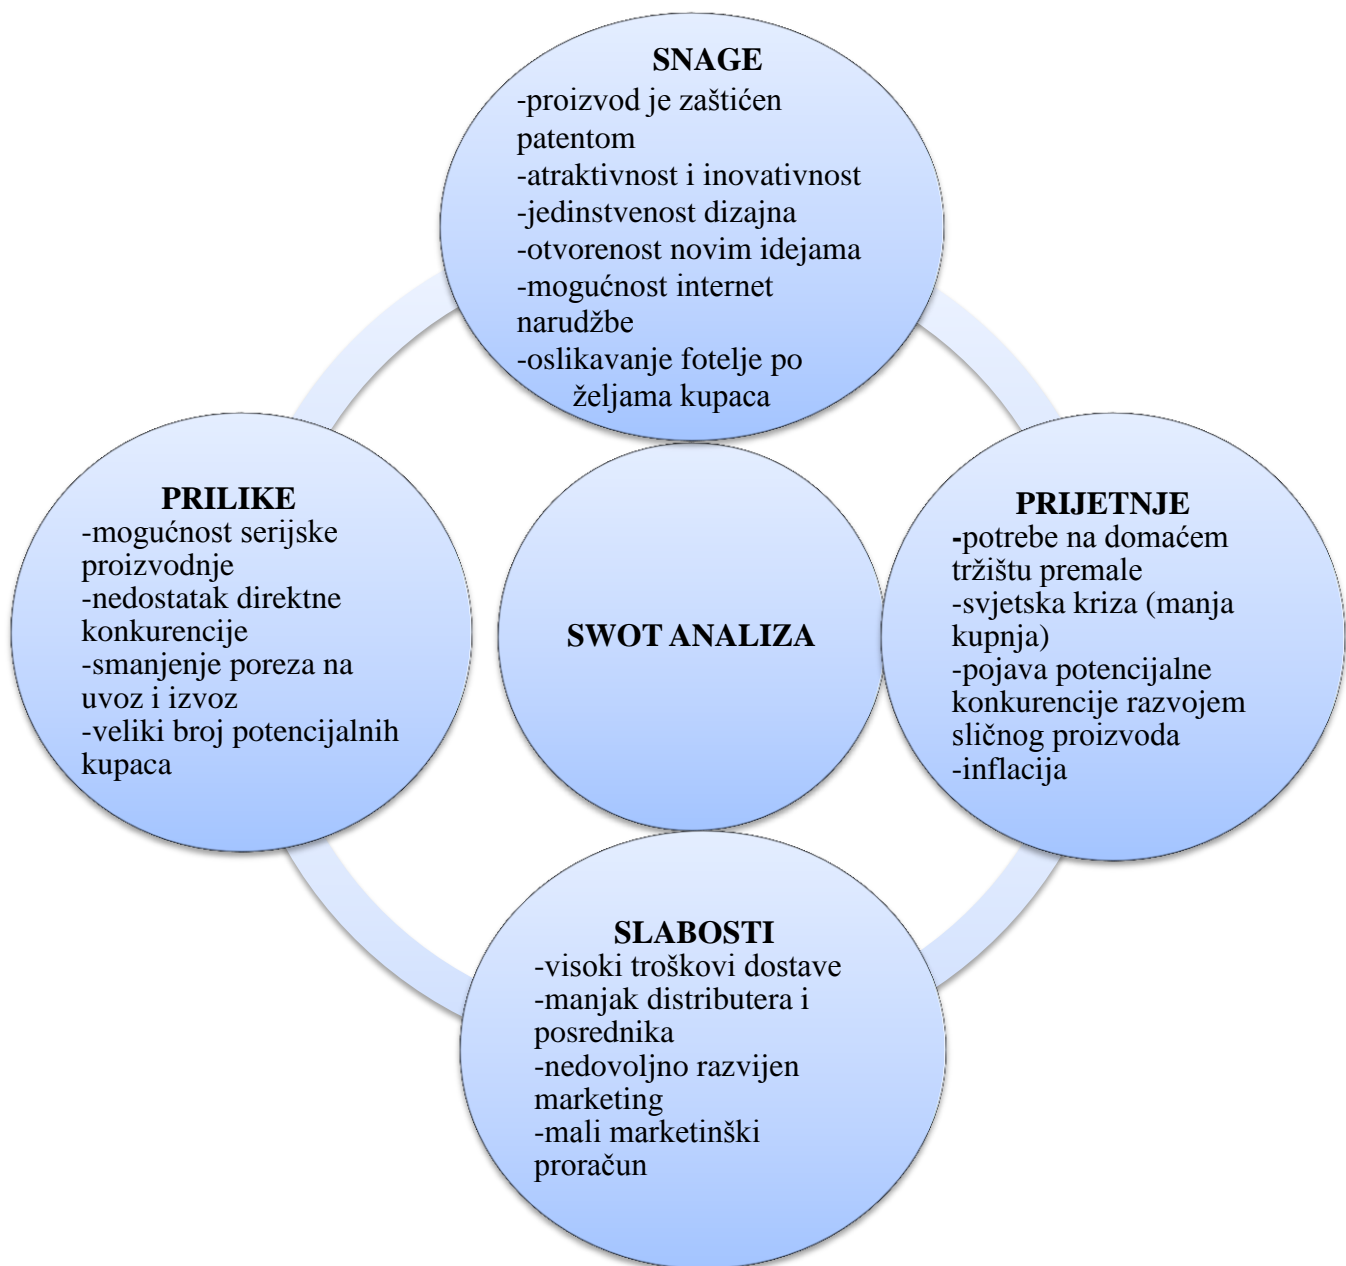 SNAGE
-proizvod je zaštićen
patentom
-atraktivnost i inovativnost
-jedinstvenost dizajna
-otvorenost novim idejama
-mogućnost internet
narudžbe
-oslikavanje fotelje po
željama kupaca
PRILIKE
-mogućnost serijske
proizvodnje
-nedostatak direktne
konkurencije
-smanjenje poreza na
uvoz i izvoz
-veliki broj potencijalnih
kupaca
SWOT ANALIZA
PRIJETNJE
-potrebe na domaćem
tržištu premale
-svjetska kriza (manja
kupnja)
-pojava potencijalne
konkurencije razvojem
sličnog proizvoda
-inflacija
SLABOSTI
-visoki troškovi dostave
-manjak distributera i
posrednika
-nedovoljno razvijen
marketing
-mali marketinški
proračun